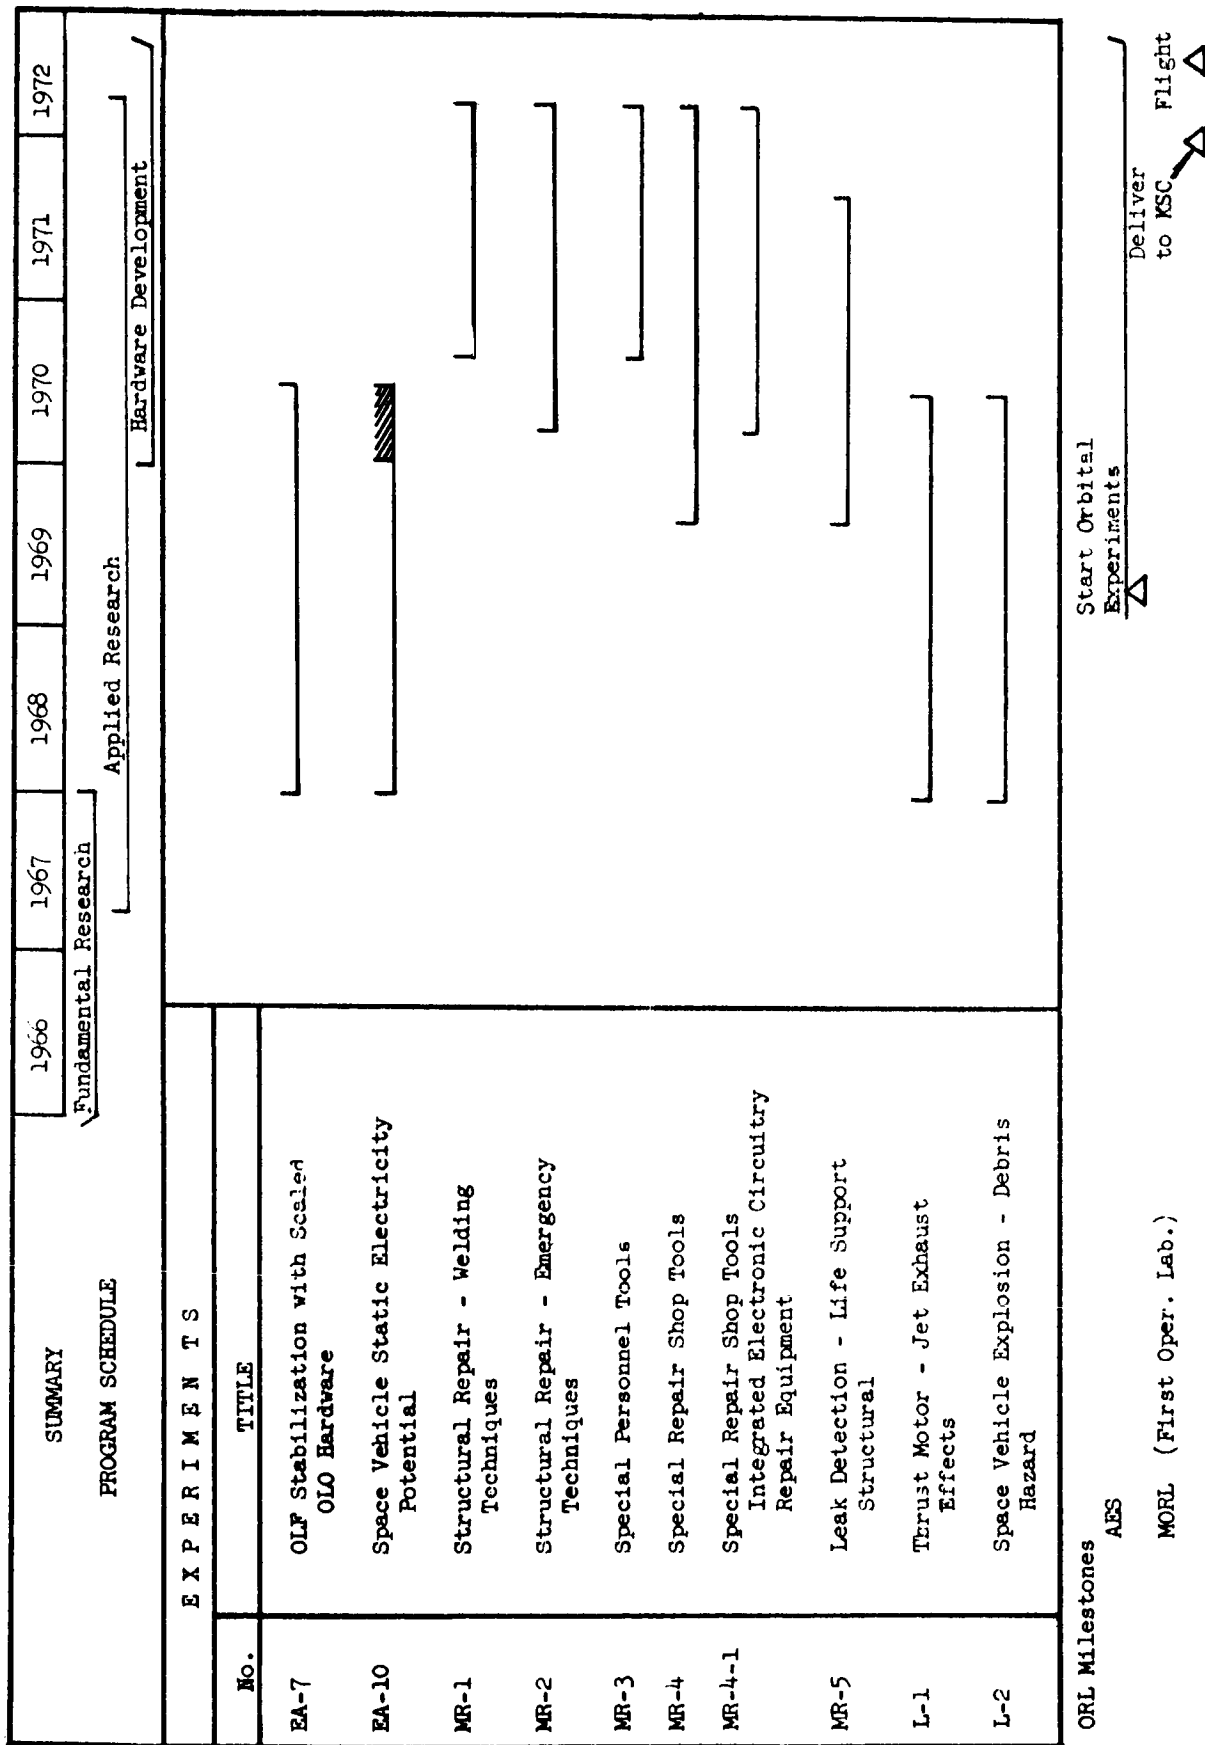 SUMMARY
PROGRAM SCHEDULE
1966 1967 1968 1969 1970 1971 1972
Fundamental Research
Applied Research
Hardware Development
EXPERIMENTS
No. TITLE
EA-7 OLF Stabilization with Scaled
OLO Hardware
EA-10 Space Vehicle Static Electricity
Potential
MR-1 Structural Repair - Welding
Techniques
MR-2 Structural Repair - Emergency
Techniques
MR-3 Special Personnel Tools
MR-4 Special Repair Shop Tools
MR-4-1 Special Repair Shop Tools
Integrated Electronic Circuitry
Repair Equipment
MR-5 Leak Detection - Life Support
Structural
L-1 Thrust Motor - Jet Exhaust
Effects
L-2 Space Vehicle Explosion - Debris
Hazard
ORL Milestones
AES
Start Orbital
Experiments
MORL (First Oper. Lab.)
Deliver
to KSC
Flight